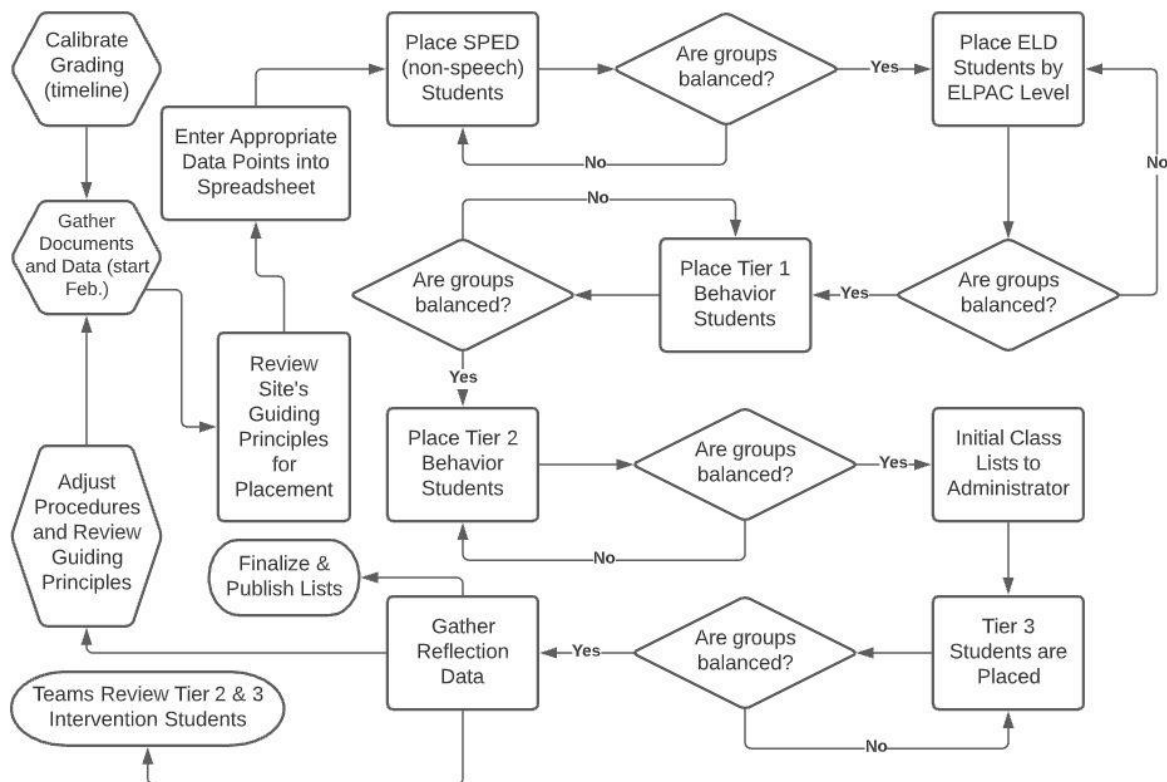 Calibrate
Grading
(timeline)
Place SPED
(non-speech)
Students
Are groups
balanced?
Yes
Place ELD
Students by
ELPAC Level
No
No
Enter Appropriate
Data Points into
Spreadsheet
Gather
Documents
and Data (start
Feb.)
No
Are groups
balanced?
Place Tier 1
Behavior
Students
Yes
Are groups
balanced?
Yes
Review
Site's
Guiding
Principles
for
Placement
Place Tier 2
Behavior
Students
Are groups
balanced?
Yes
Initial Class
Lists to
Administrator
No
Adjust
Procedures
and Review
Guiding
Principles
Finalize &
Publish Lists
Gather
Reflection
Data
Yes
Are groups
balanced?
Tier 3
Students are
Placed
No
Teams Review Tier 2 & 3
Intervention Students